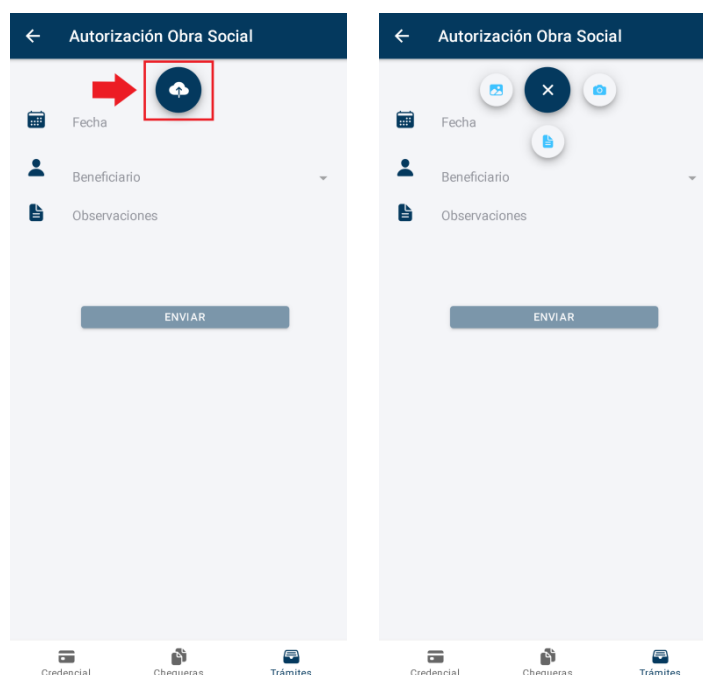 Autorización Obra Social
Fecha
Beneficiario
Observaciones
ENVIAR
Credencial
Chequeras
Trámites
Autorización Obra Social
Fecha
Beneficiario
Observaciones
ENVIAR
Credencial
Chequeras
Trámites